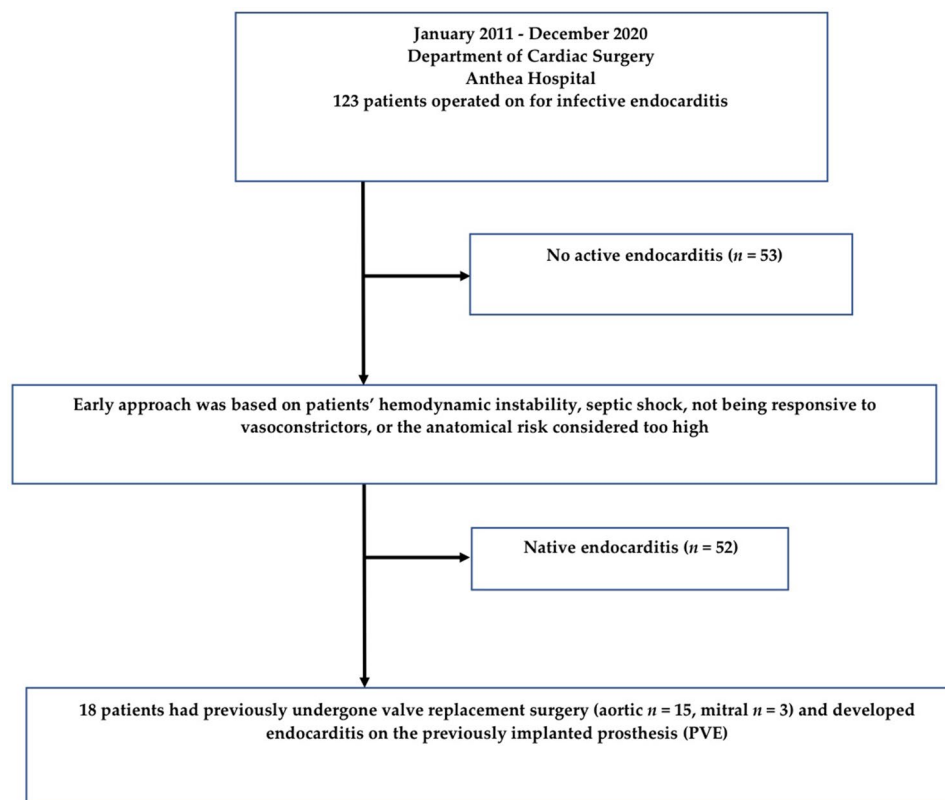 January 2011 - December 2020
Department of Cardiac Surgery
Anthea Hospital
123 patients operated on for infective endocarditis
No active endocarditis (n = 53)
Early approach was based on patients’ hemodynamic instability, septic shock, not being responsive to
vasoconstrictors, or the anatomical risk considered too high
Native endocarditis (n = 52)
18 patients had previously undergone valve replacement surgery (aortic n = 15, mitral n = 3) and developed
endocarditis on the previously implanted prosthesis (PVE)